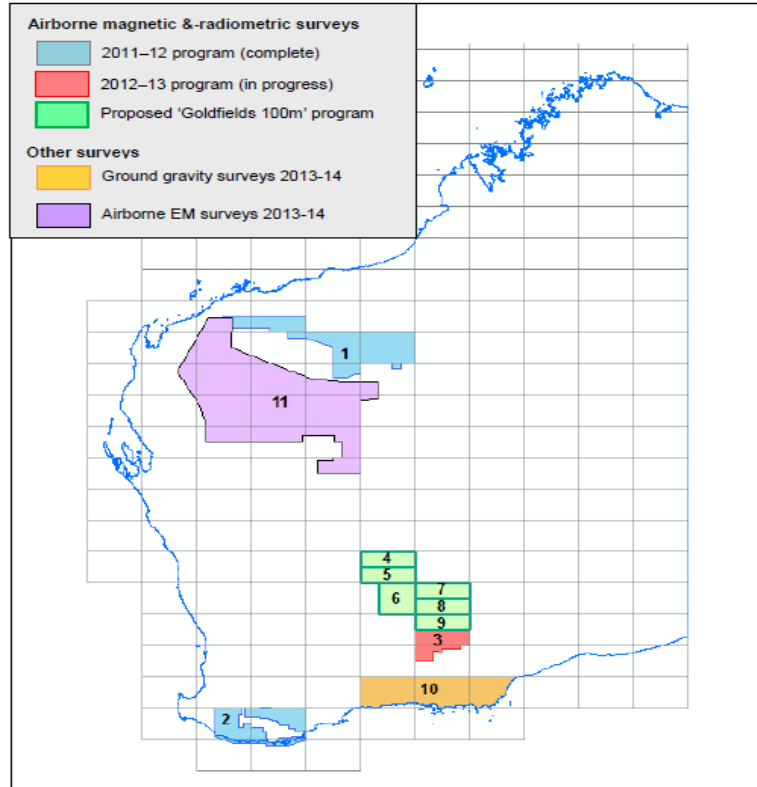 Airborne magnetic &-radiometric surveys
2011–12 program (complete)
2012–13 program (in progress)
Proposed ‘Goldfields 100m’ program
Other surveys
Ground gravity surveys 2013-14
Airborne EM surveys 2013-14
1
11
4
5
6
7
8
9
3
10
2